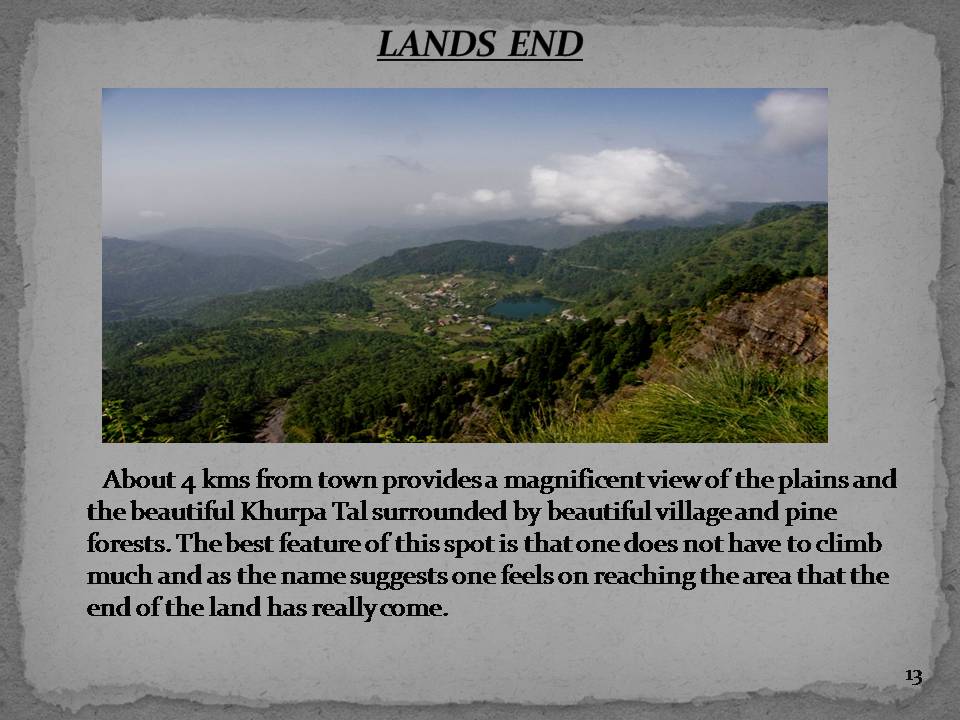 LANDS END
About 4 kms from town provides a magnificent view of the plains and
the beautiful Khurpa Tal surrounded by beautiful village and pine
forests. The best feature of this spot is that one does not have to climb
much and as the name suggests one feels on reaching the area that the
end of the land has really come.
13